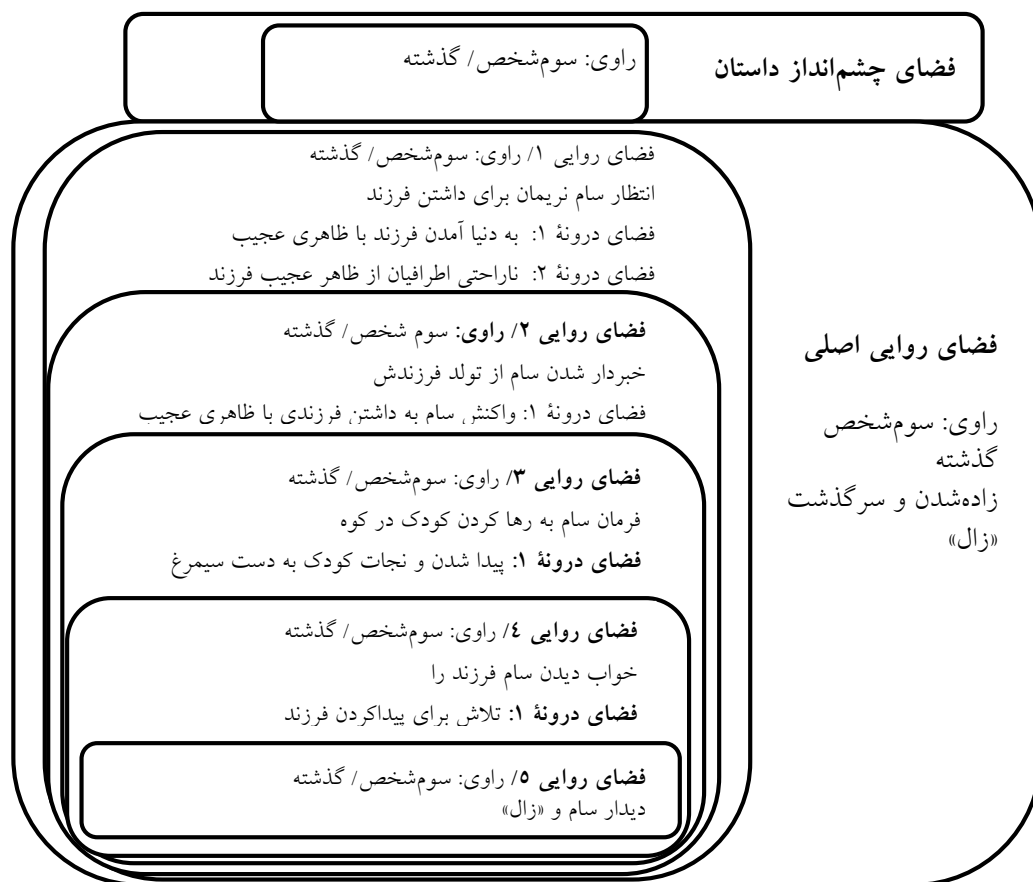 فضای چشم‌انداز داستان
راوی: سوم‌شخص/ گذشته
فضای روایی اصلی
راوی: سوم‌شخص
گذشته
زاده‌شدن و سرگذشت
«زال»
فضای روایی ۱/ راوی: سوم‌شخص/ گذشته
انتظار سام نریمان برای داشتن فرزند
فضای درونهٔ ۱: به دنیا آمدن فرزند با ظاهری عجیب
فضای درونهٔ ۲: ناراحتی اطرافیان از ظاهر عجیب فرزند
فضای روایی ۲/ راوی: سوم شخص/ گذشته
خبردار شدن سام از تولد فرزندش
فضای درونهٔ ۱: واکنش سام به داشتن فرزندی با ظاهری عجیب
فضای روایی ۳/ راوی: سوم‌شخص/ گذشته
فرمان سام به رها کردن کودک در کوه
فضای درونهٔ ۱: پیدا شدن و نجات کودک به دست سیمرغ
فضای روایی ٤/ راوی: سوم‌شخص/ گذشته
خواب دیدن سام فرزند را
فضای درونهٔ ۱: تلاش برای پیداکردن فرزند
فضای روایی ٥/ راوی: سوم‌شخص/ گذشته
دیدار سام و «زال»